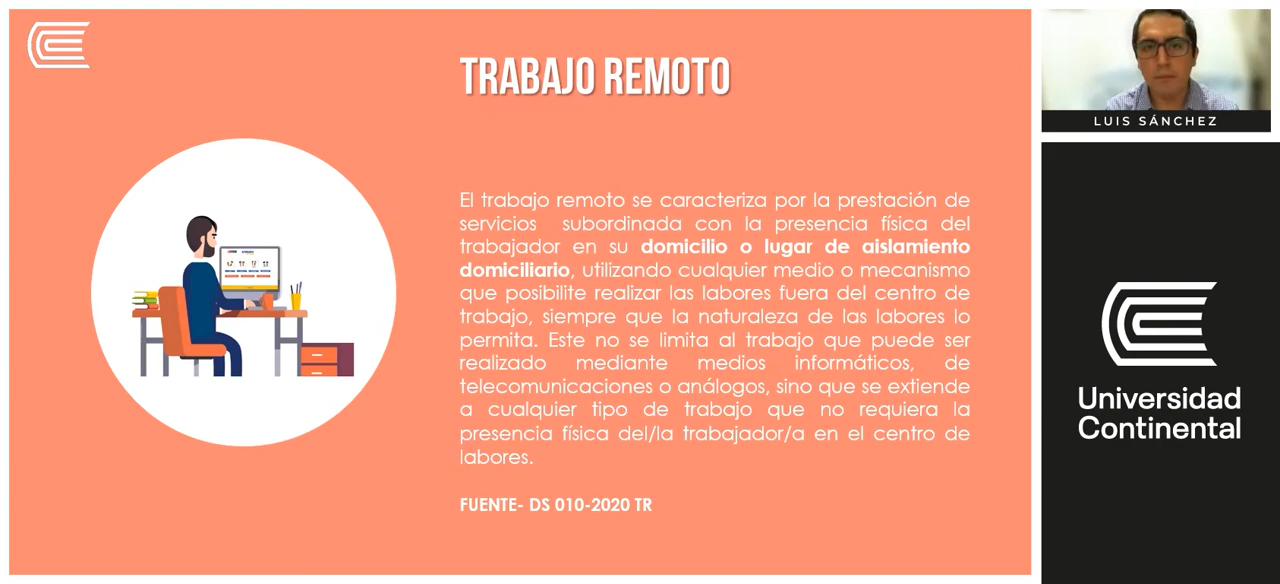 TRABAJO REMOTO
El trabajo remoto se caracteriza por la prestación de
servicios subordinada con la presencia física del
trabajador en su domicilio o lugar de aislamiento
domiciliario, utilizando cualquier medio o mecanismo
que posibilite realizar las labores fuera del centro de
trabajo, siempre que la naturaleza de las labores lo
permita. Este no se limita al trabajo que puede ser
realizado mediante medios informáticos, de
telecomunicaciones o análogos, sino que se extiende
a cualquier tipo de trabajo que no requiera la
presencia física del/la trabajador/a en el centro de
labores.
FUENTE- DS 010-2020 TR
LUIS SÁNCHEZ
Universidad
Continental